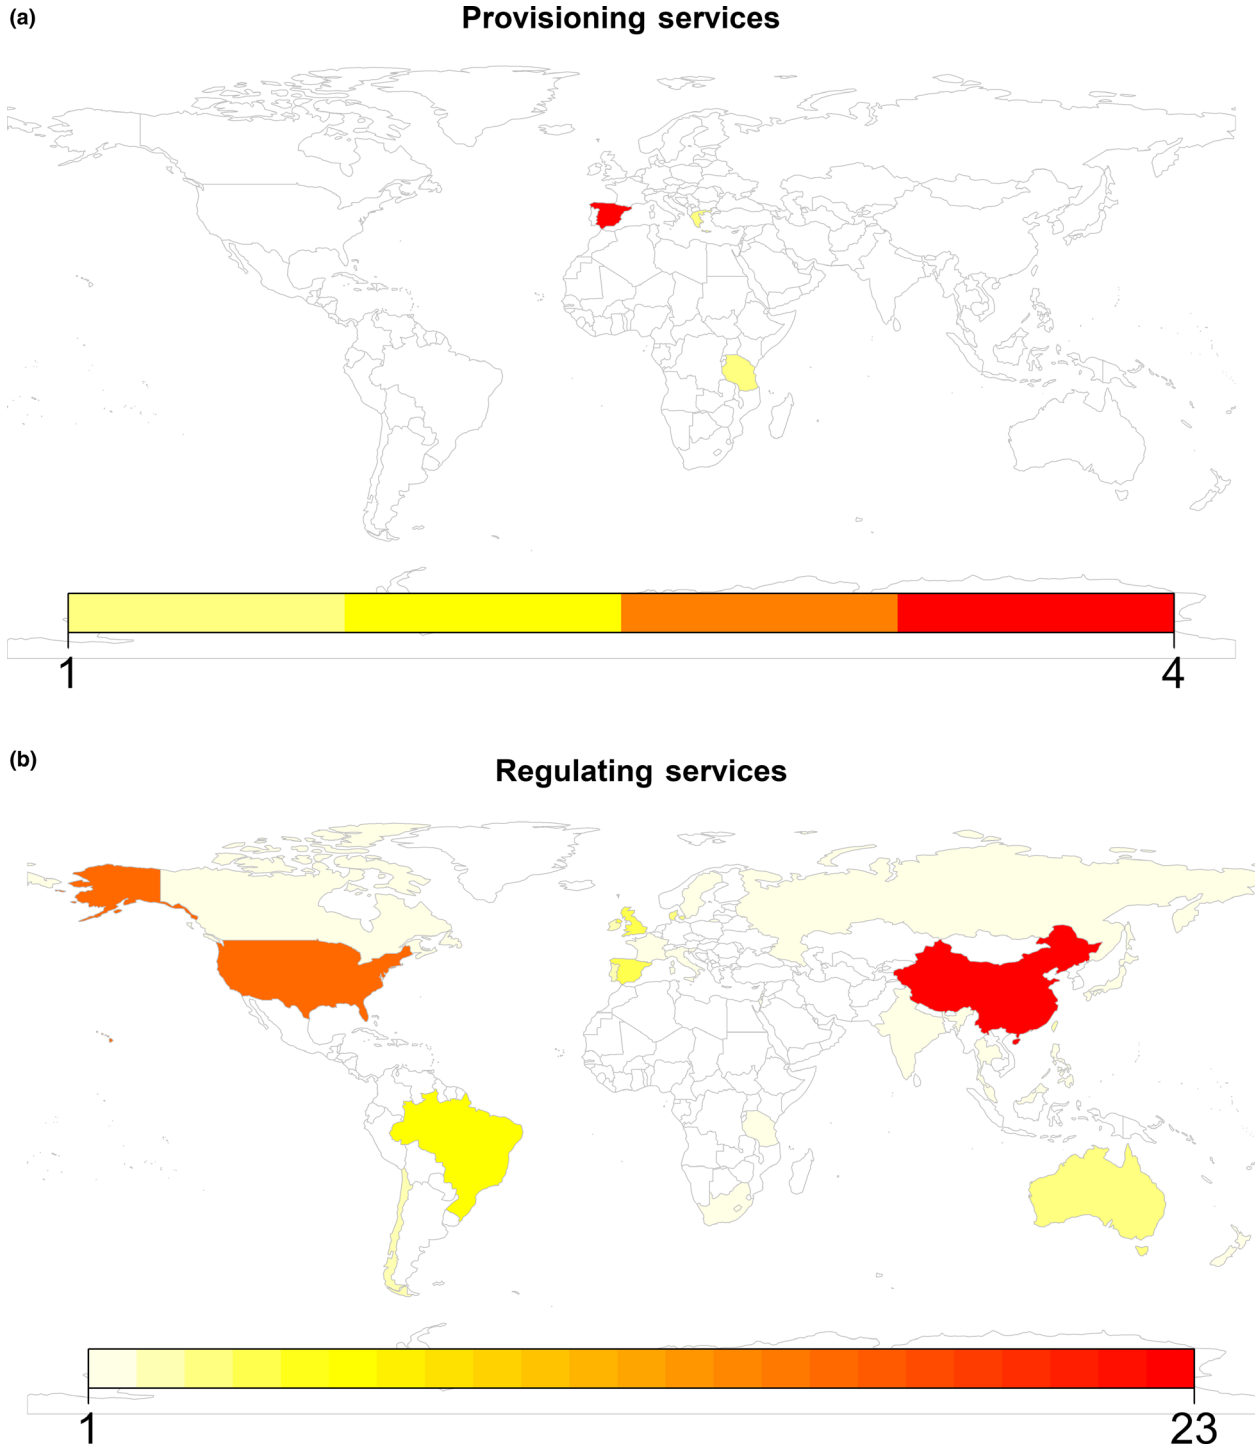 (a)
Provisioning services
1 4
(b)
Regulating services
1 23